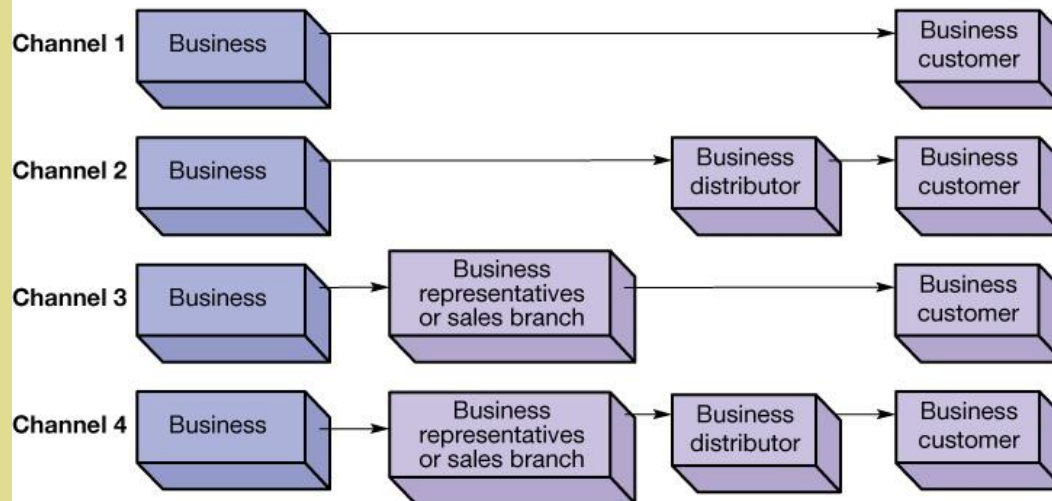 Channel 1
Business
Business
customer
Channel 2
Business
Business
distributor
Business
customer
Channel 3
Business
Business
representatives
or sales branch
Business
customer
Channel 4
Business
Business
representatives
or sales branch
Business
distributor
Business
customer